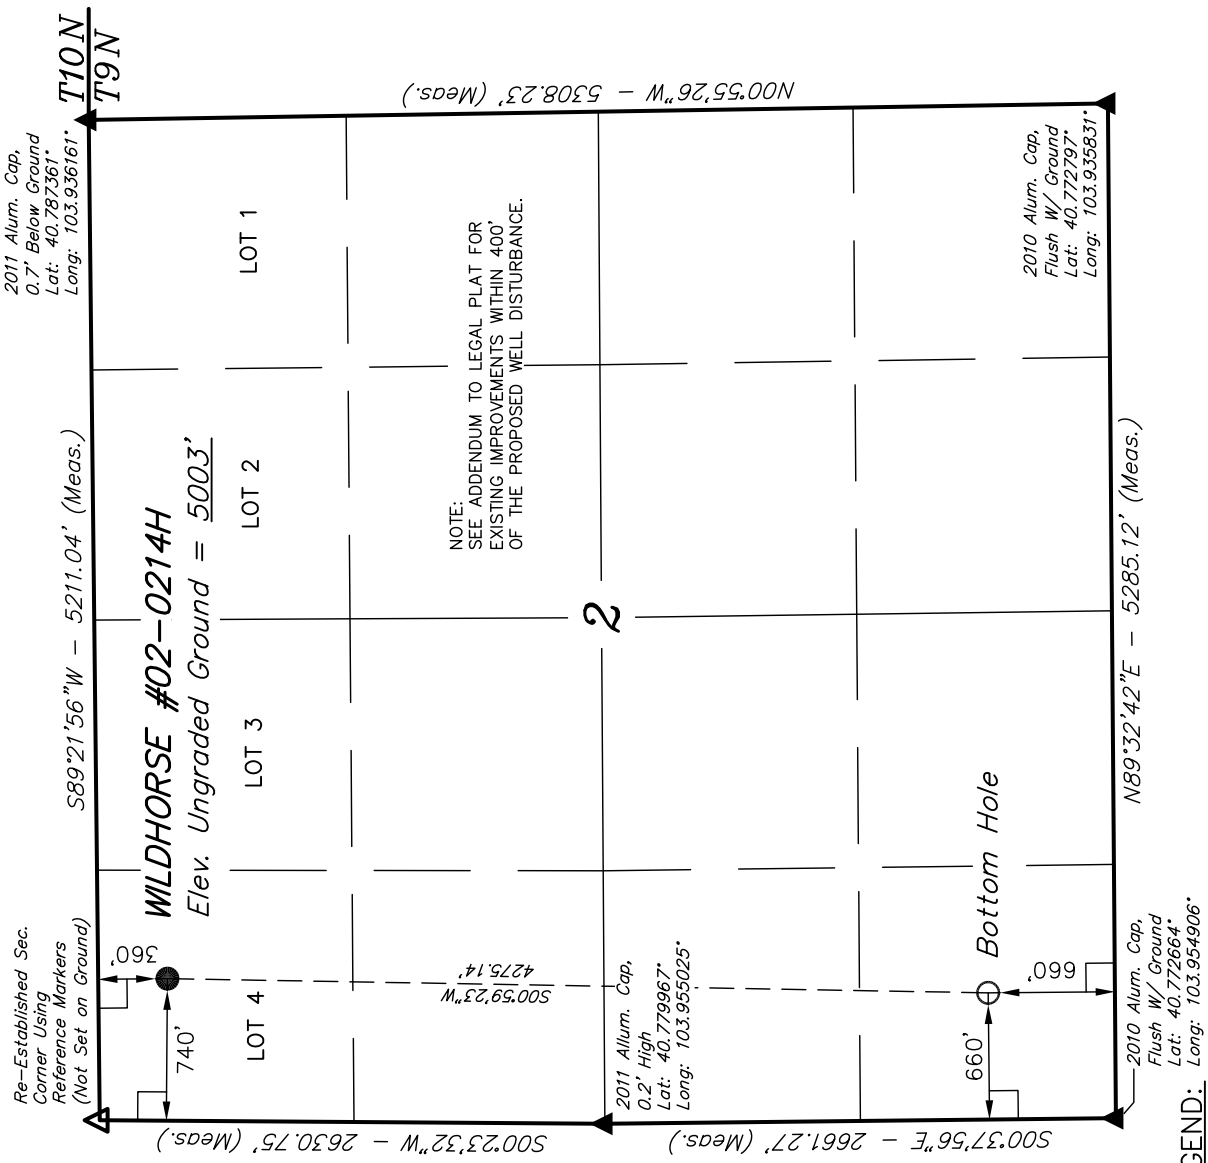 T10N
T9N
2011 Alum. Cap,
0.7' Below Ground
Lat: 40.787361°
Long: 103.936161°
N00°55'26"W - 5308.23' (Meas.)
2010 Alum. Cap,
Flush W/ Ground
Lat: 40.772797°
Long: 103.935831°
S89°21'56"W - 5211.04' (Meas.)
LOT 1
LOT 2
LOT 3
LOT 4
WILDHORSE #02-0214H
Elev. Ungraded Ground = 5003'
NOTE:
SEE ADDENDUM TO LEGAL PLAT FOR
EXISTING IMPROVEMENTS WITHIN 400'
OF THE PROPOSED WELL DISTURBANCE.
2
Re-Established Sec.
Corner Using
Reference Markers
(Not Set on Ground)
360'
740'
S00°59'23"W
4275.14'
2011 Allum. Cap,
0.2' High
Lat: 40.779967°
Long: 103.955025°
Bottom Hole
660'
660'
N89°32'42"E - 5285.12' (Meas.)
S00°23'32"W - 2630.75' (Meas.)
S00°37'56"E - 2661.27' (Meas.)
2010 Alum. Cap,
Flush W/ Ground
Lat: 40.772664°
Long: 103.954906°
GEND: